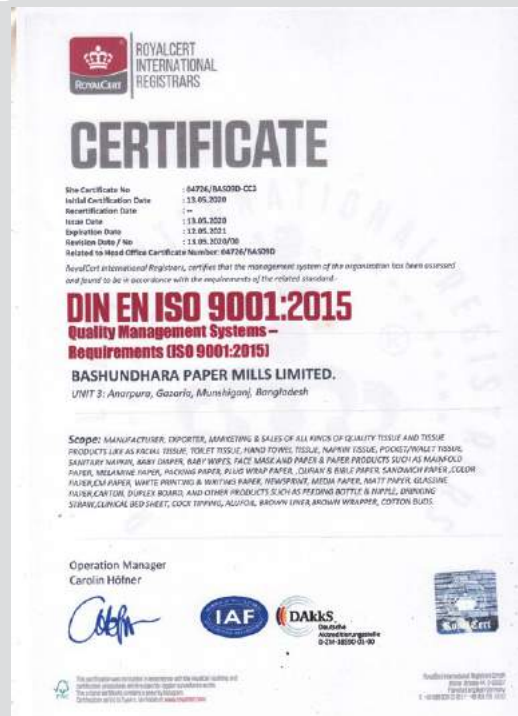 ROYALCERT
INTERNATIONAL
REGISTRARS
ROYALCERT
CERTIFICATE
Site Certificate No : 04726/BAS09D-CC3
Initial Certification Date : 13.05.2020
Recertification Date : --
Issue Date : 13.05.2020
Expiration Date : 12.05.2021
Revision Date / No : 13.05.2020/00
Related to Head Office Certificate Number: 04726/BAS09D
RoyalCert International Registrars, certifies that the management system of the organization has been assessed
and found to be in accordance with the requirements of the related standard.
DIN EN ISO 9001:2015
Quality Management Systems –
Requirements (ISO 9001:2015)
BASHUNDHARA PAPER MILLS LIMITED.
UNIT 3: Anarpura, Gazaria, Munshiganj, Bangladesh
Scope: MANUFACTURER, EXPORTER, MARKETING & SALES OF ALL KINDS OF QUALITY TISSUE AND TISSUE
PRODUCTS LIKE AS FACIAL TISSUE, TOILET TISSUE, HAND TOWEL TISSUE, NAPKIN TISSUE, POCKET/WALLET TISSUE,
SANITARY NAPKIN, BABY DIAPER, BABY WIPES, FACE MASK AND PAPER & PAPER PRODUCTS SUCH AS MAINFOLD
PAPER, MELAMINE PAPER, PACKING PAPER, PLUG WRAP PAPER, QURAN & BIBLE PAPER, SANDWICH PAPER, COLOR
PAPER, EM PAPER, WHITE PRINTING & WRITING PAPER, NEWSPRINT, MEDIA PAPER, MATT PAPER, GLASSINE
PAPER, CARTON, DUPLEX BOARD, AND OTHER PRODUCTS SUCH AS FEEDING BOTTLE & NIPPLE, DRINKING
STRAW, CLINICAL BED SHEET, COCK TIPPING, ALUFOIL, BROWN LINER, BROWN WRAPPER, COTTON BUDS.
Operation Manager
Carolin Höfner
IAF
DAkkS
Deutsche
Akkreditierungsstelle
D-ZM-18590-01-00
RoyalCert